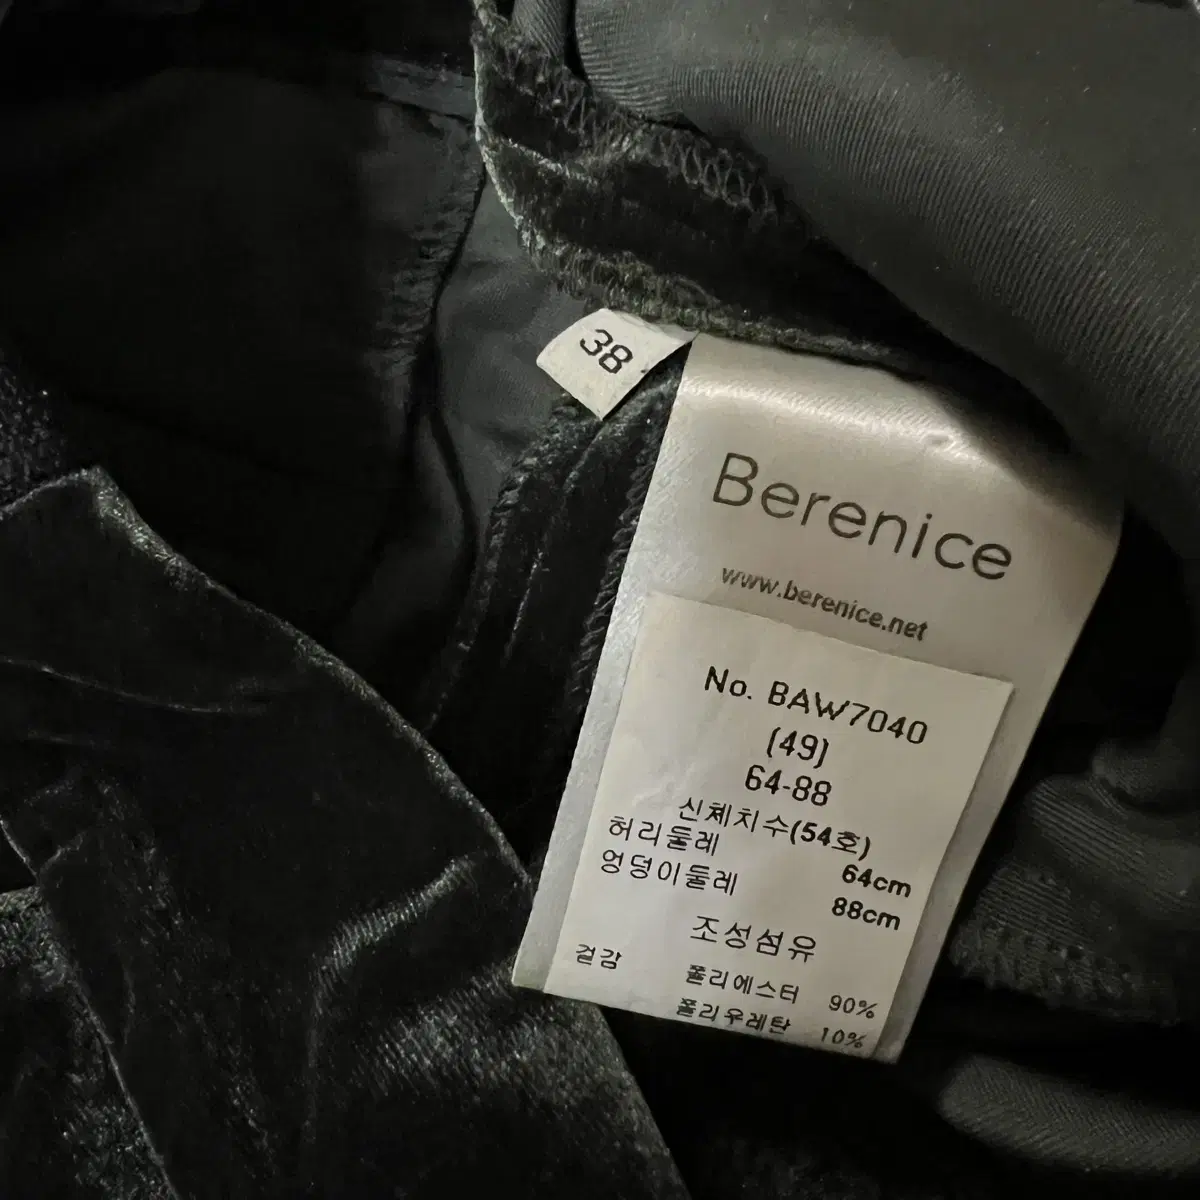 38
Berenice
www.berenice.net
No. BAW7040
(49)
64-88
신체치수(54호)
허리둘레 64cm
엉덩이둘레 88cm
조성섬유
겉감 폴리에스터 90%
폴리우레탄 10%